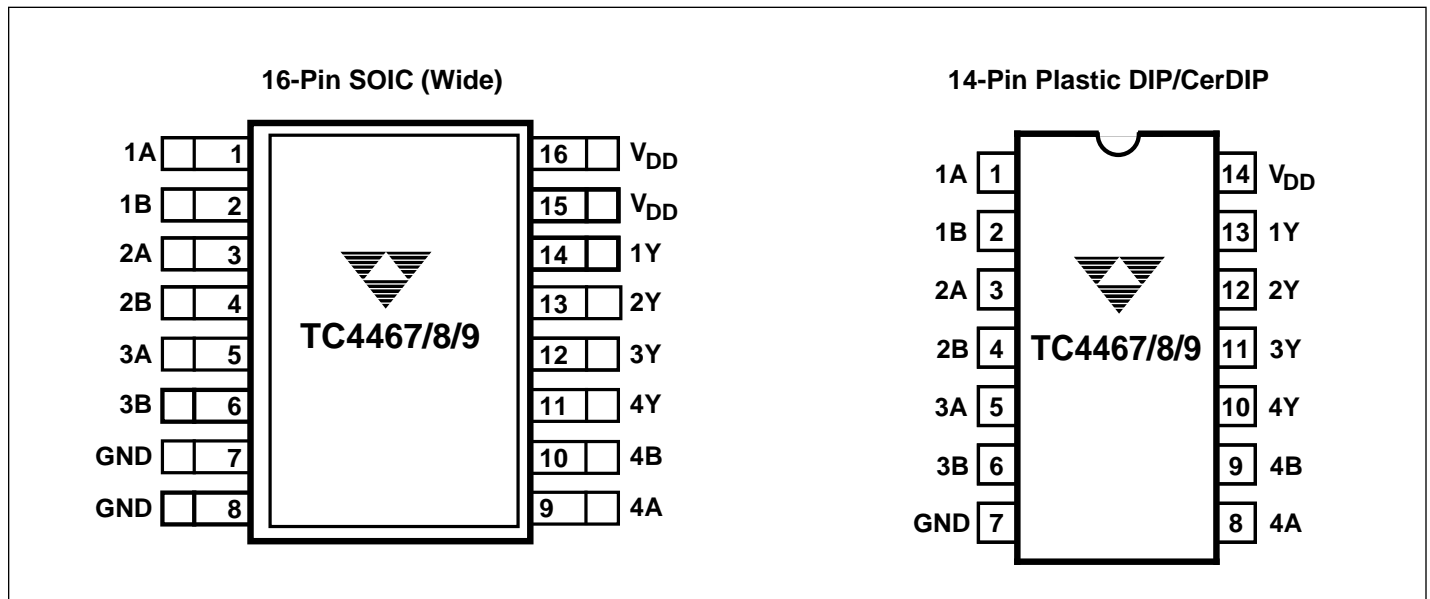 16-Pin SOIC (Wide)
1A 1 16 VDD
1B 2 15 VDD
2A 3 14 1Y
2B 4 13 2Y
TC4467/8/9
3A 5 12 3Y
3B 6 11 4Y
GND 7 10 4B
GND 8 9 4A
14-Pin Plastic DIP/CerDIP
1A 1 14 VDD
1B 2 13 1Y
2A 3 12 2Y
2B 4 TC4467/8/9 11 3Y
3A 5 10 4Y
3B 6 9 4B
GND 7 8 4A